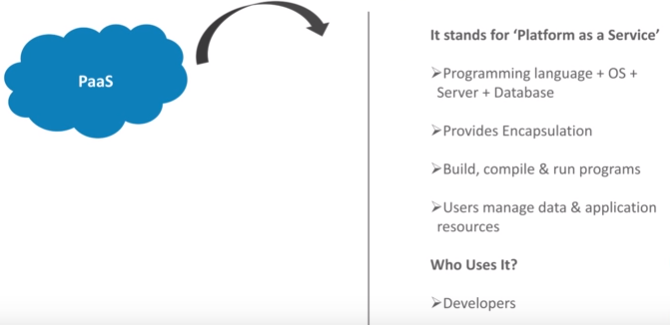 PaaS
It stands for ‘Platform as a Service’
➢Programming language + OS +
Server + Database
➢Provides Encapsulation
➢Build, compile & run programs
➢Users manage data & application
resources
Who Uses It?
➢Developers